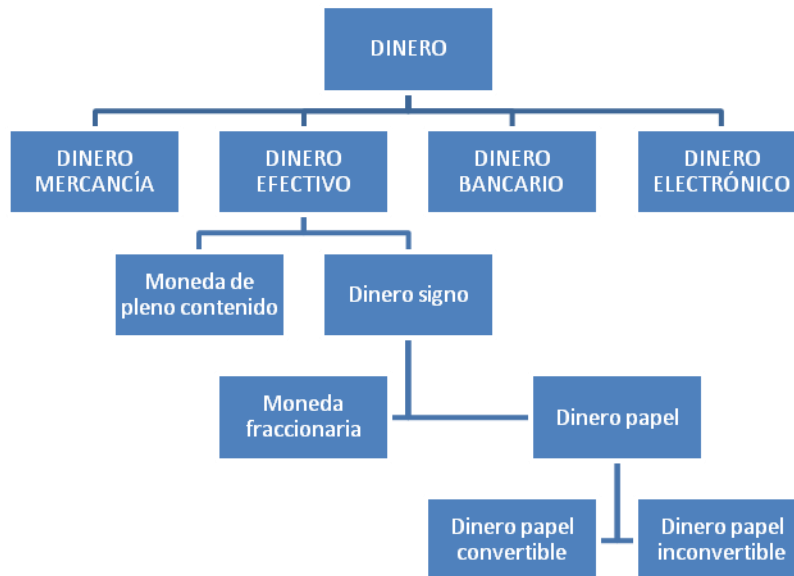 DINERO
DINERO
MERCANCÍA
DINERO
EFECTIVO
DINERO
BANCARIO
DINERO
ELECTRÓNICO
Moneda de
pleno contenido
Dinero signo
Moneda
fraccionaria
Dinero papel
Dinero papel
convertible
Dinero papel
inconvertible